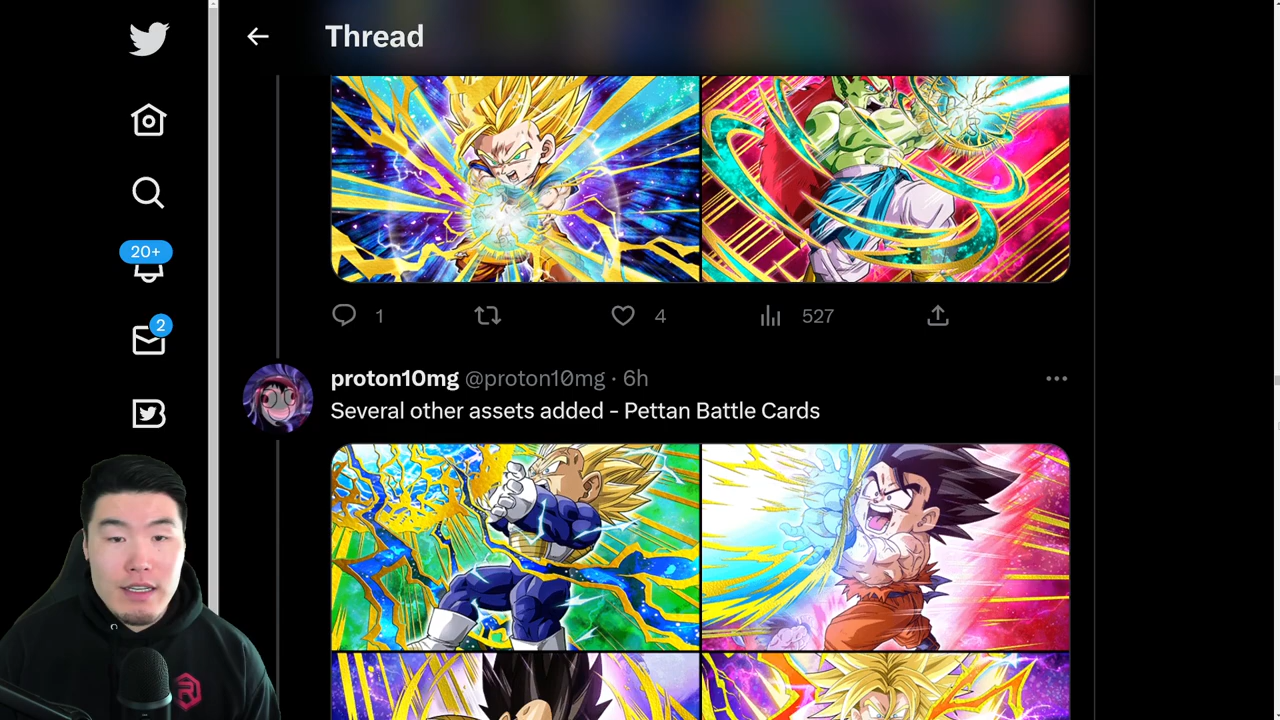 Thread
20+
1 4 527
2
proton10mg @proton10mg · 6h
Several other assets added - Pettan Battle Cards